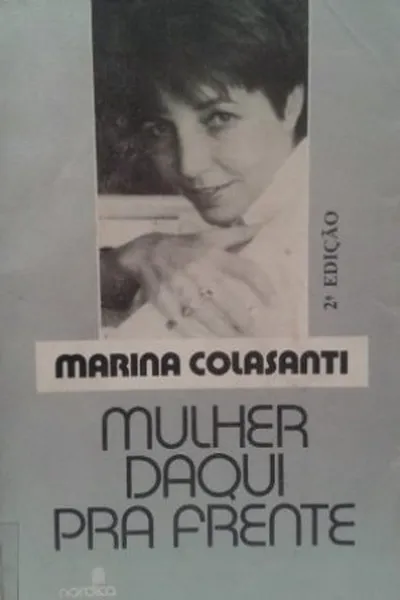 2ª EDIÇÃO
MARINA COLASANTI
MULHER
DAQUI
PRA FRENTE
nórdica